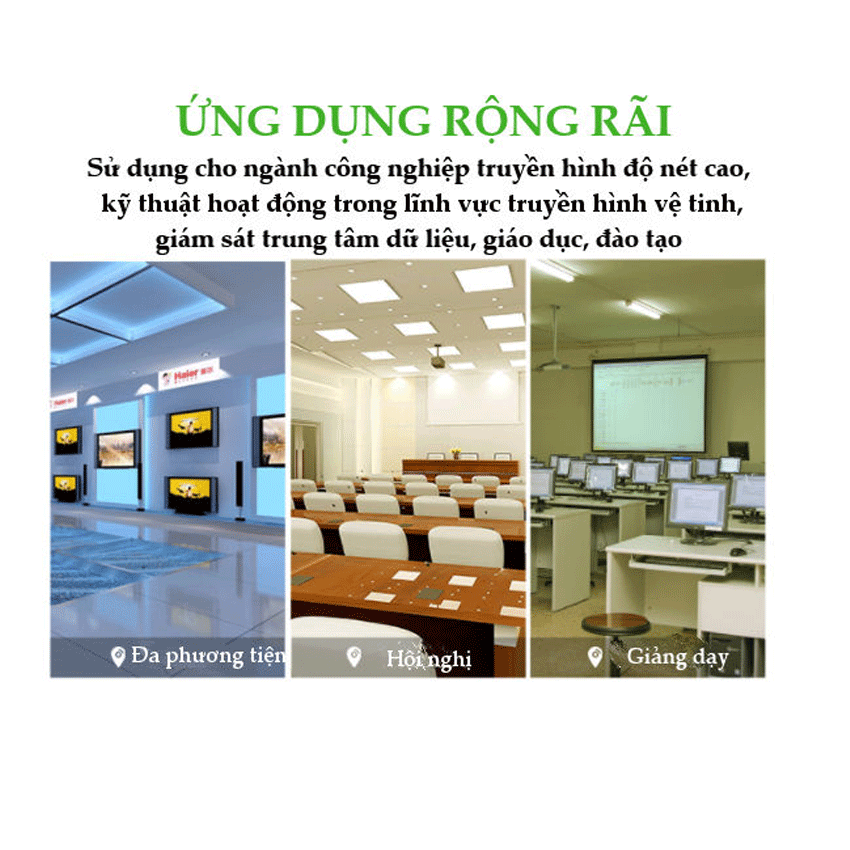 ỨNG DỤNG RỘNG RÃI
Sử dụng cho ngành công nghiệp truyền hình độ nét cao,
kỹ thuật hoạt động trong lĩnh vực truyền hình vệ tinh,
giám sát trung tâm dữ liệu, giáo dục, đào tạo
Haier
Haier
Đa phương tiện
Hội nghị
Giảng dạy